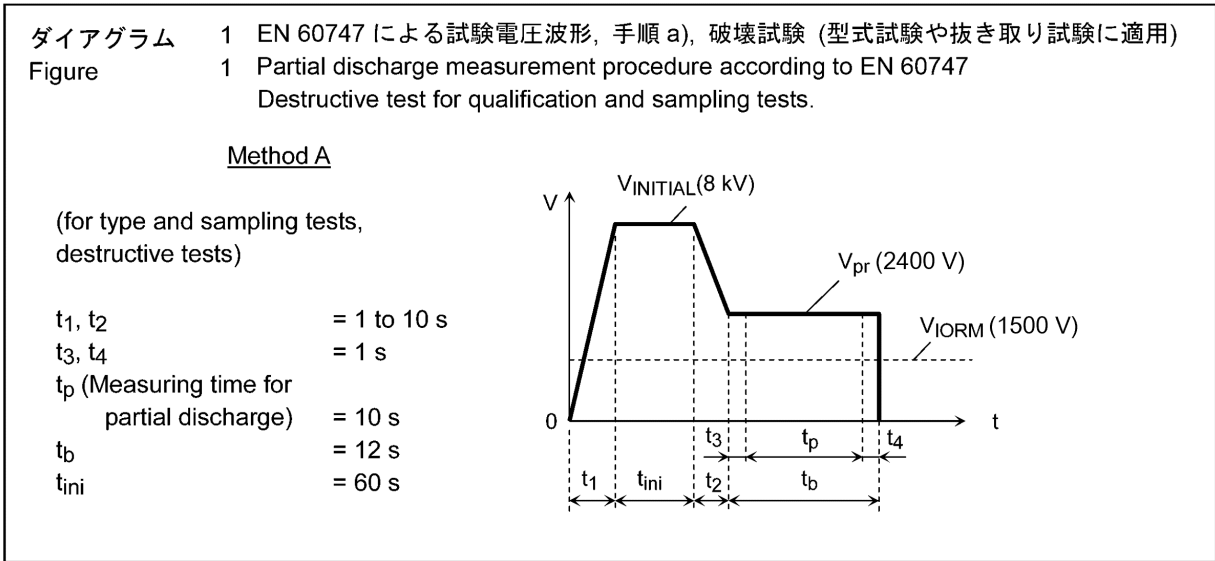 ダイアグラム 1 EN 60747 による試験電圧波形, 手順 a), 破壊試験 (型式試験や抜き取り試験に適用)
Figure 1 Partial discharge measurement procedure according to EN 60747
Destructive test for qualification and sampling tests.
Method A
(for type and sampling tests,
destructive tests)
t1, t2 = 1 to 10 s
t3, t4 = 1 s
tp (Measuring time for
partial discharge) = 10 s
tb = 12 s
tini = 60 s
VINITIAL(8 kV)
V
Vpr (2400 V)
VIORM (1500 V)
0
t
t3 tp t4
t1 tini t2 tb